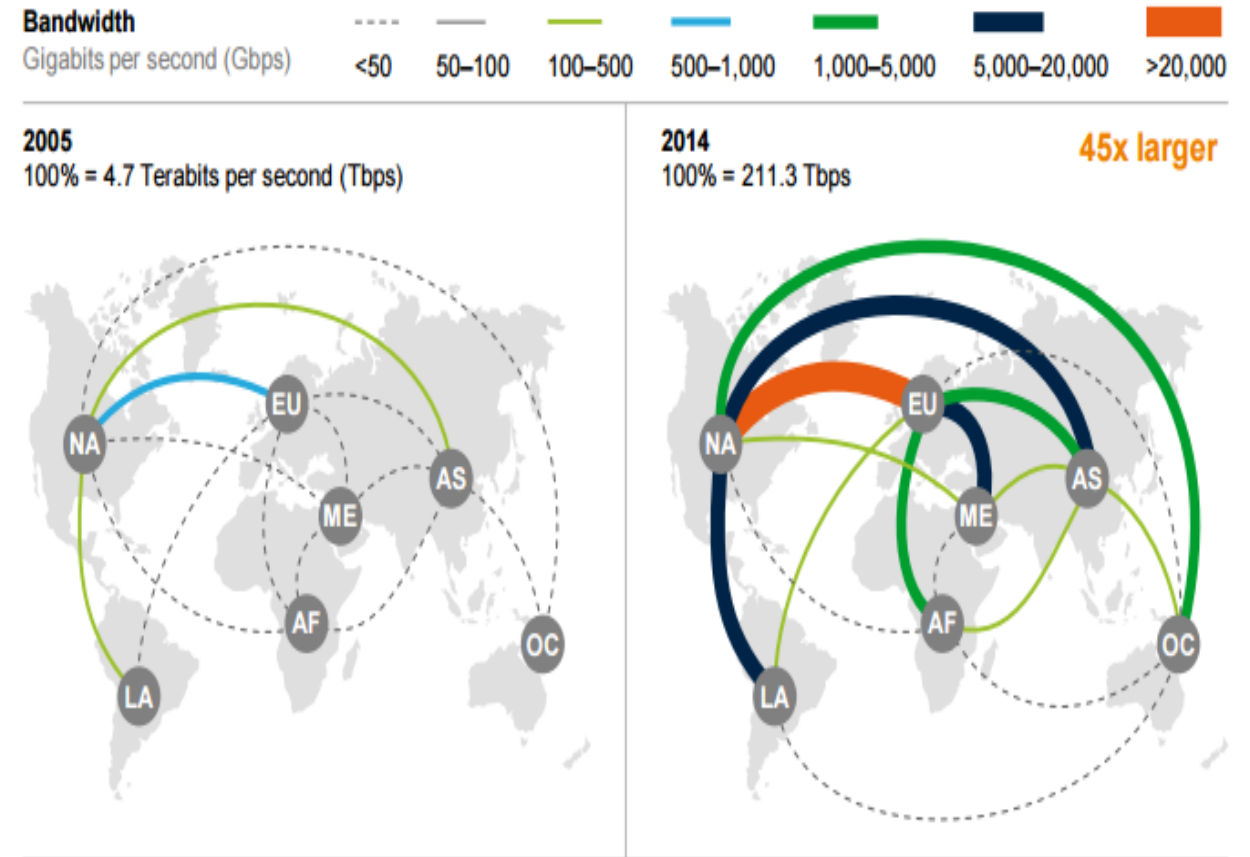 Bandwidth
Gigabits per second (Gbps)
<50 50–100 100–500 500–1,000 1,000–5,000 5,000–20,000 >20,000
2005
100% = 4.7 Terabits per second (Tbps)
NA
EU
AS
ME
AF
OC
LA
2014
45x larger
100% = 211.3 Tbps
EU
NA
AS
ME
AF
OC
LA